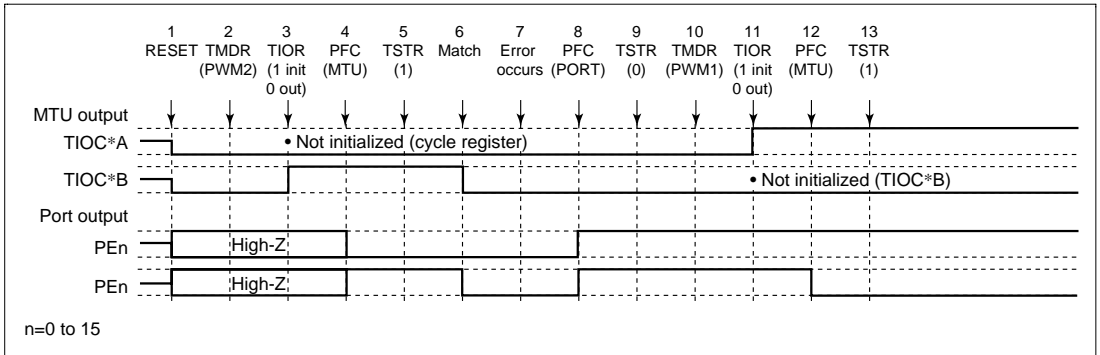 1 2 3 4 5 6 7 8 9 10 11 12 13
RESET TMDR TIOR PFC TSTR Match Error PFC TSTR TMDR TIOR PFC TSTR
(PWM2) (1 init (MTU) (1) occurs (PORT) (0) (PWM1) (1 init (MTU) (1)
0 out) 0 out)
MTU output
TIOC*A • Not initialized (cycle register)
TIOC*B • Not initialized (TIOC*B)
Port output
PEn High-Z
PEn High-Z
n=0 to 15